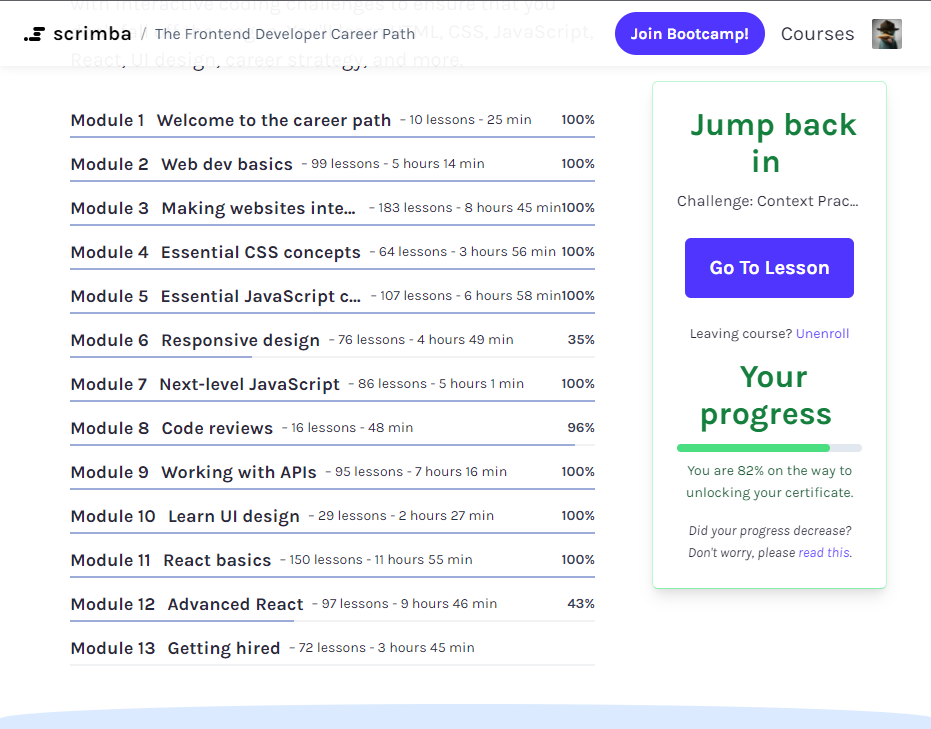 with interactive coding challenges to ensure that you
scrimba / The Frontend Developer Career Path
Join Bootcamp!
Courses
ML, CSS, JavaScript,
React, UI design, career strategy, and more.
Module 1 Welcome to the career path - 10 lessons - 25 min 100%
Module 2 Web dev basics - 99 lessons - 5 hours 14 min 100%
Module 3 Making websites inte... - 183 lessons - 8 hours 45 min 100%
Module 4 Essential CSS concepts - 64 lessons - 3 hours 56 min 100%
Module 5 Essential JavaScript c... - 107 lessons - 6 hours 58 min 100%
Module 6 Responsive design - 76 lessons - 4 hours 49 min 35%
Module 7 Next-level JavaScript - 86 lessons - 5 hours 1 min 100%
Module 8 Code reviews - 16 lessons - 48 min 96%
Module 9 Working with APIs - 95 lessons - 7 hours 16 min 100%
Module 10 Learn UI design - 29 lessons - 2 hours 27 min 100%
Module 11 React basics - 150 lessons - 11 hours 55 min 100%
Module 12 Advanced React - 97 lessons - 9 hours 46 min 43%
Module 13 Getting hired - 72 lessons - 3 hours 45 min
Jump back
in
Challenge: Context Prac...
Go To Lesson
Leaving course? Unenroll
Your
progress
You are 82% on the way to
unlocking your certificate.
Did your progress decrease?
Don't worry, please read this.